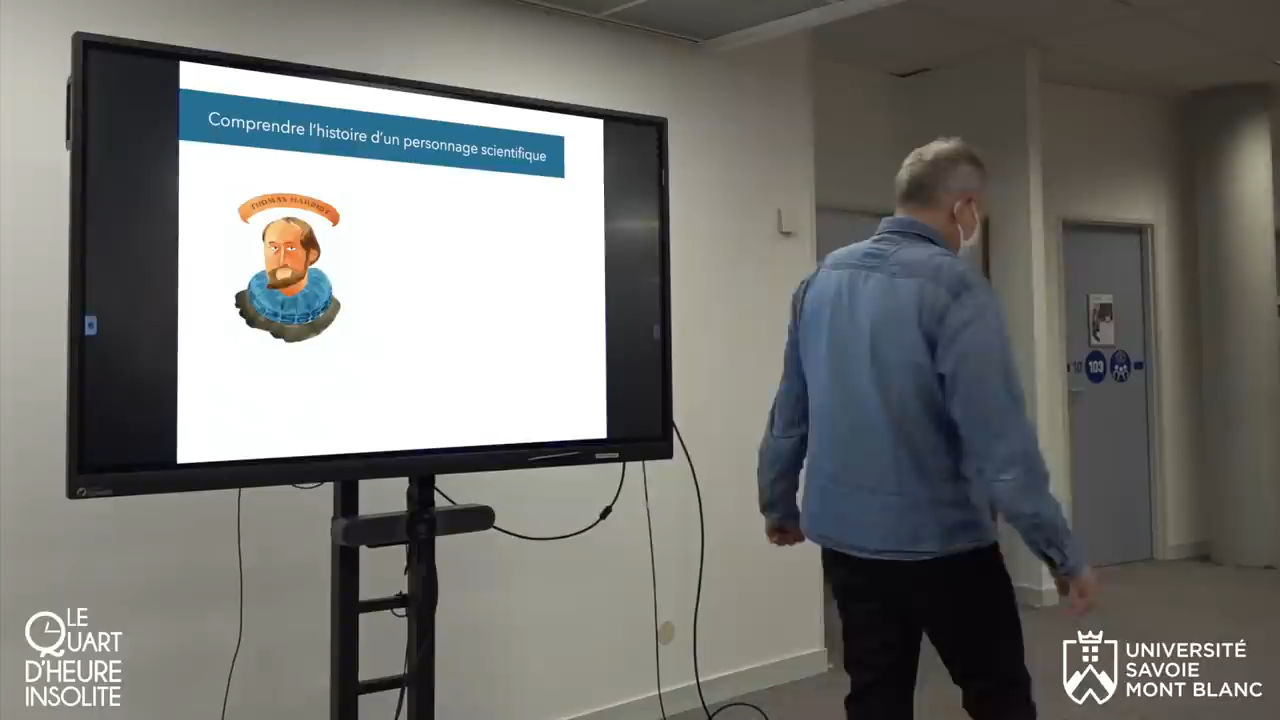 Comprendre l'histoire d'un personnage scientifique
THOMAS HARRIOT
103
LE
QUART
D'HEURE
INSOLITE
UNIVERSITÉ
SAVOIE
MONT BLANC